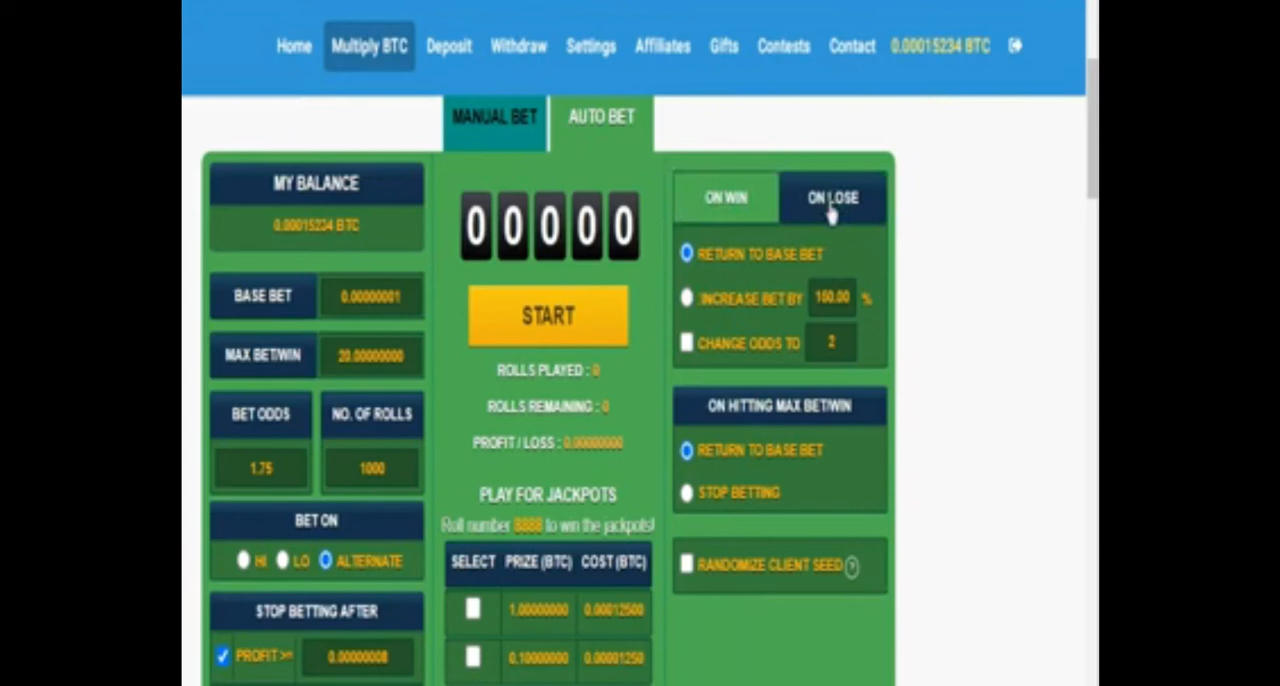 Home Multiply BTC Deposit Withdraw Settings Affiliates Gifts Contests Contact 0.00015234 BTC
MANUAL BET AUTO BET
MY BALANCE
0.00015234 BTC
BASE BET 0.00000001
MAX BET/WIN 20.00000000
BET ODDS NO. OF ROLLS
1.75 1000
BET ON
HI LO ALTERNATE
STOP BETTING AFTER
PROFIT >= 0.00000008
0 0 0 0 0
START
ROLLS PLAYED : 0
ROLLS REMAINING : 0
PROFIT / LOSS : 0.00000000
PLAY FOR JACKPOTS
Roll number 8888 to win the jackpots!
SELECT PRIZE (BTC) COST (BTC)
1.00000000 0.00012500
0.10000000 0.00001250
ON WIN ON LOSE
RETURN TO BASE BET
INCREASE BET BY %
CHANGE ODDS TO 2
ON HITTING MAX BET/WIN
RETURN TO BASE BET
STOP BETTING
RANDOMIZE CLIENT SEED ?